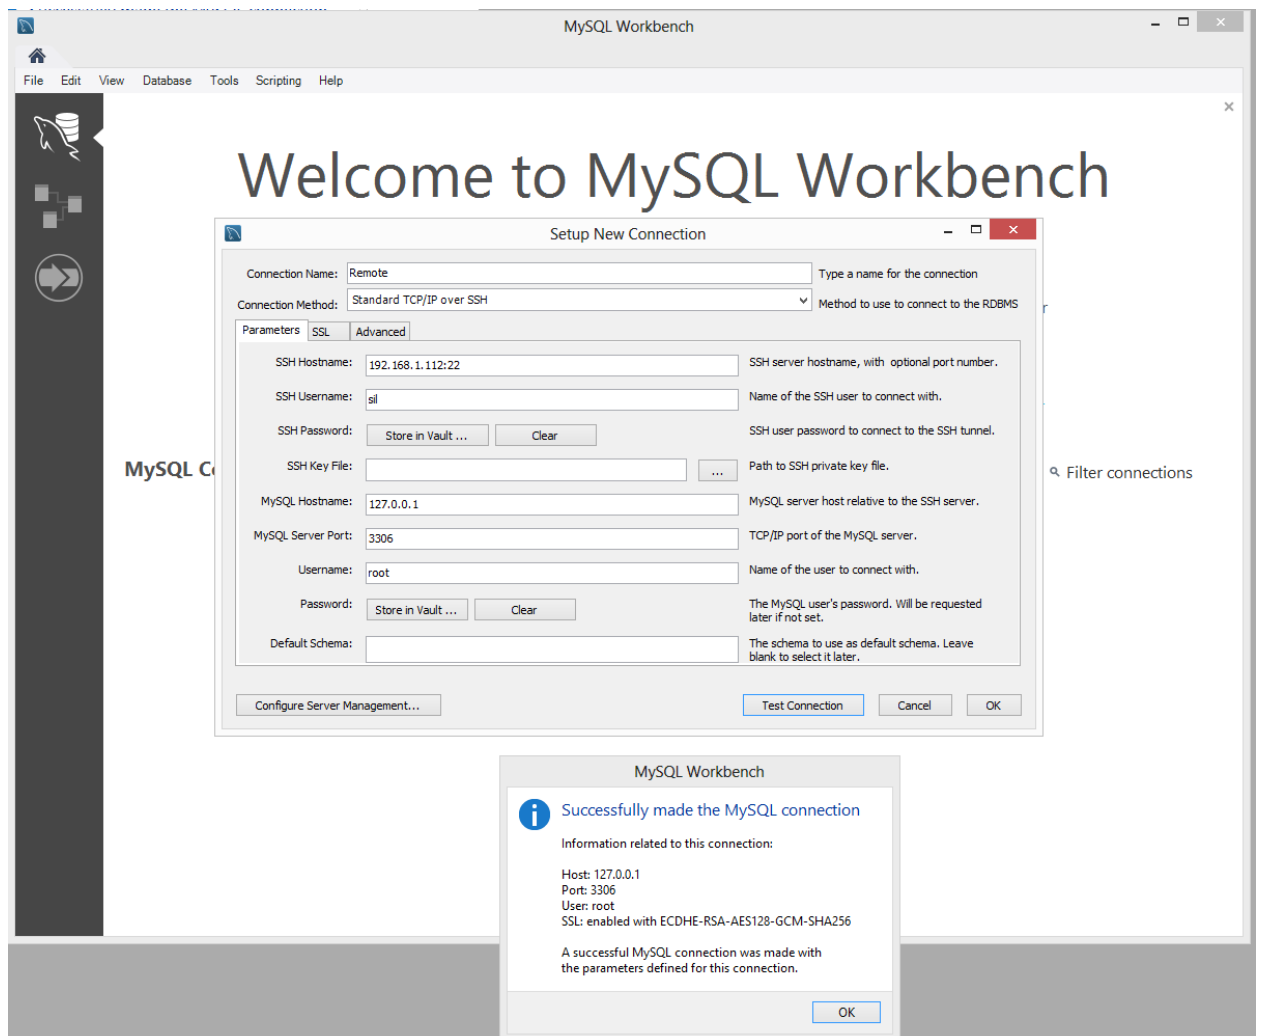 MySQL Workbench
File Edit View Database Tools Scripting Help
Welcome to MySQL Workbench
Setup New Connection
Connection Name: Remote Type a name for the connection
Connection Method: Standard TCP/IP over SSH Method to use to connect to the RDBMS
Parameters SSL Advanced
SSH Hostname: 192.168.1.112:22 SSH server hostname, with optional port number.
SSH Username: sil Name of the SSH user to connect with.
SSH Password: Store in Vault ... Clear SSH user password to connect to the SSH tunnel.
SSH Key File: ... Path to SSH private key file.
MySQL Hostname: 127.0.0.1 MySQL server host relative to the SSH server.
MySQL Server Port: 3306 TCP/IP port of the MySQL server.
Username: root Name of the user to connect with.
Password: Store in Vault ... Clear The MySQL user's password. Will be requested
later if not set.
Default Schema: The schema to use as default schema. Leave
blank to select it later.
MySQL
Filter connections
Configure Server Management... Test Connection Cancel OK
MySQL Workbench
Successfully made the MySQL connection
Information related to this connection:
Host: 127.0.0.1
Port: 3306
User: root
SSL: enabled with ECDHE-RSA-AES128-GCM-SHA256
A successful MySQL connection was made with
the parameters defined for this connection.
OK